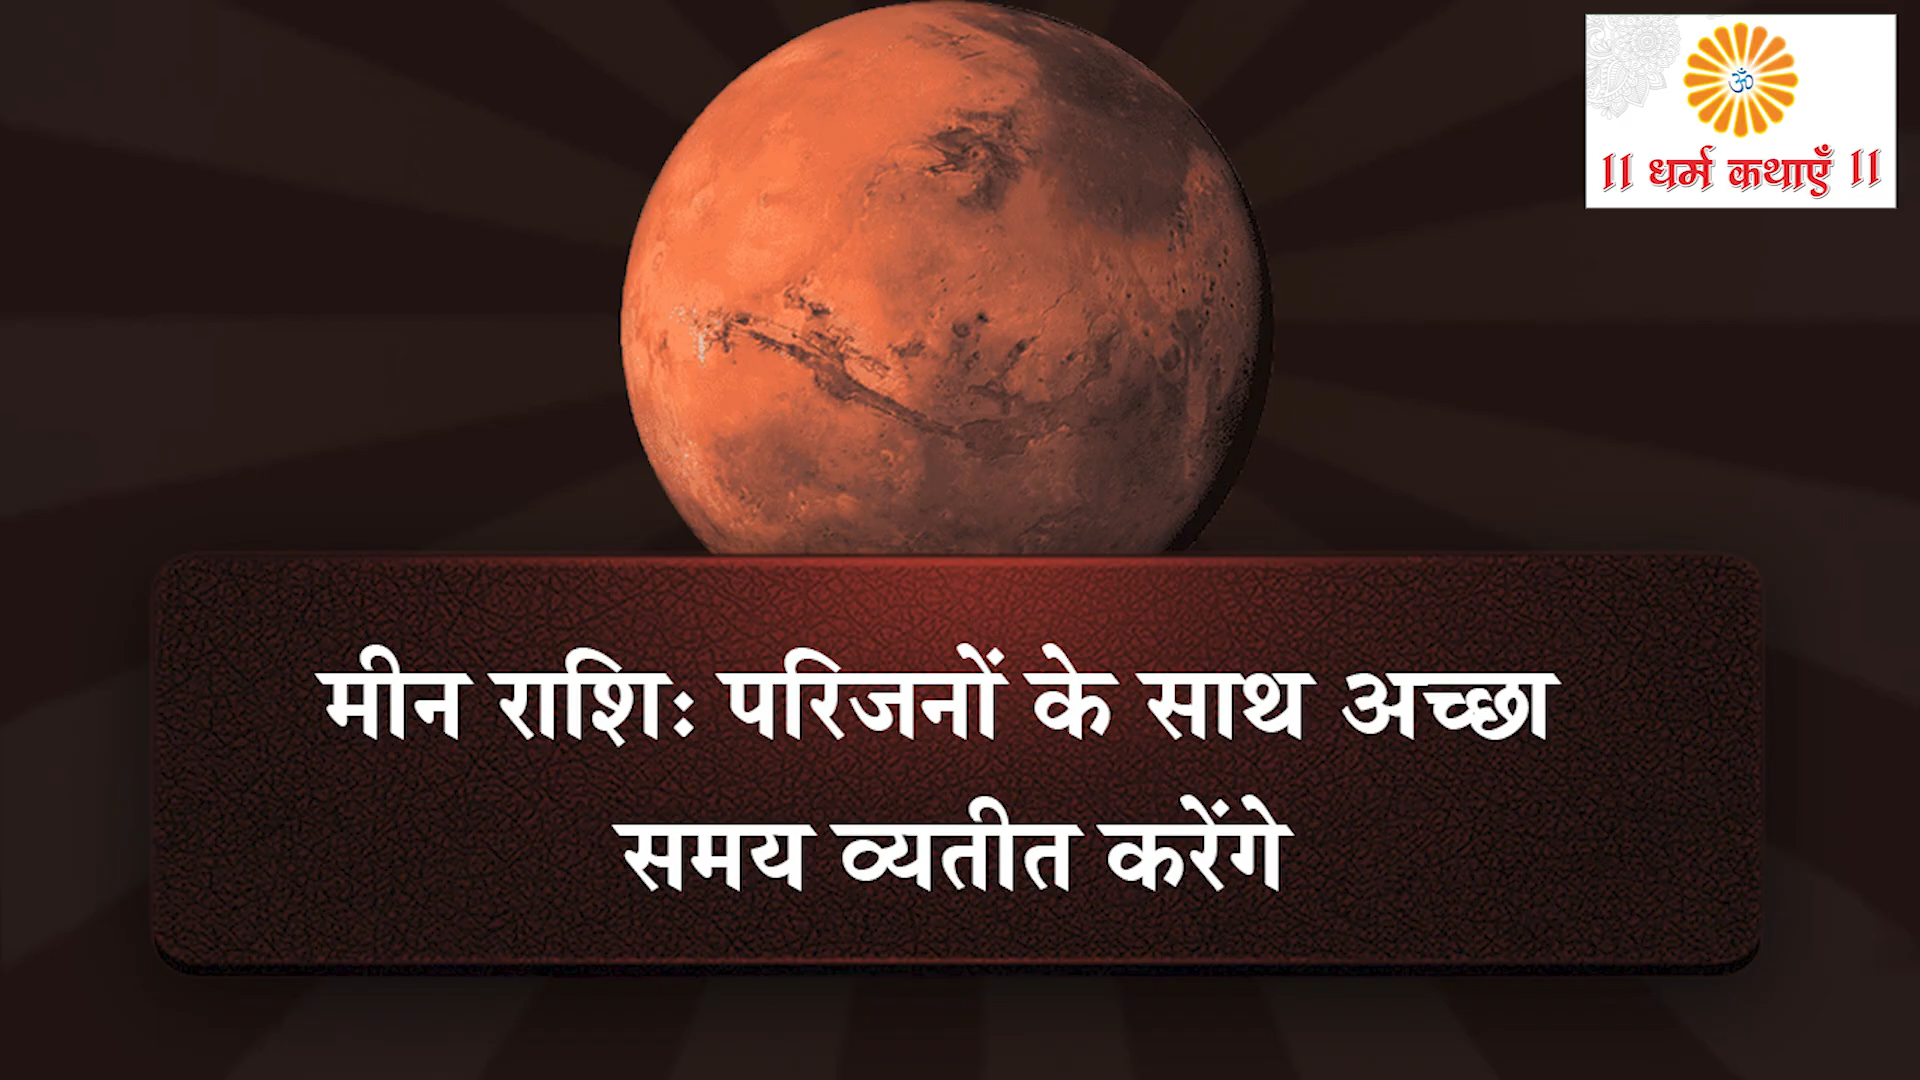 ॐ
।। धर्म कथाएँ ।।
मीन राशिः परिजनों के साथ अच्छा
समय व्यतीत करेंगे